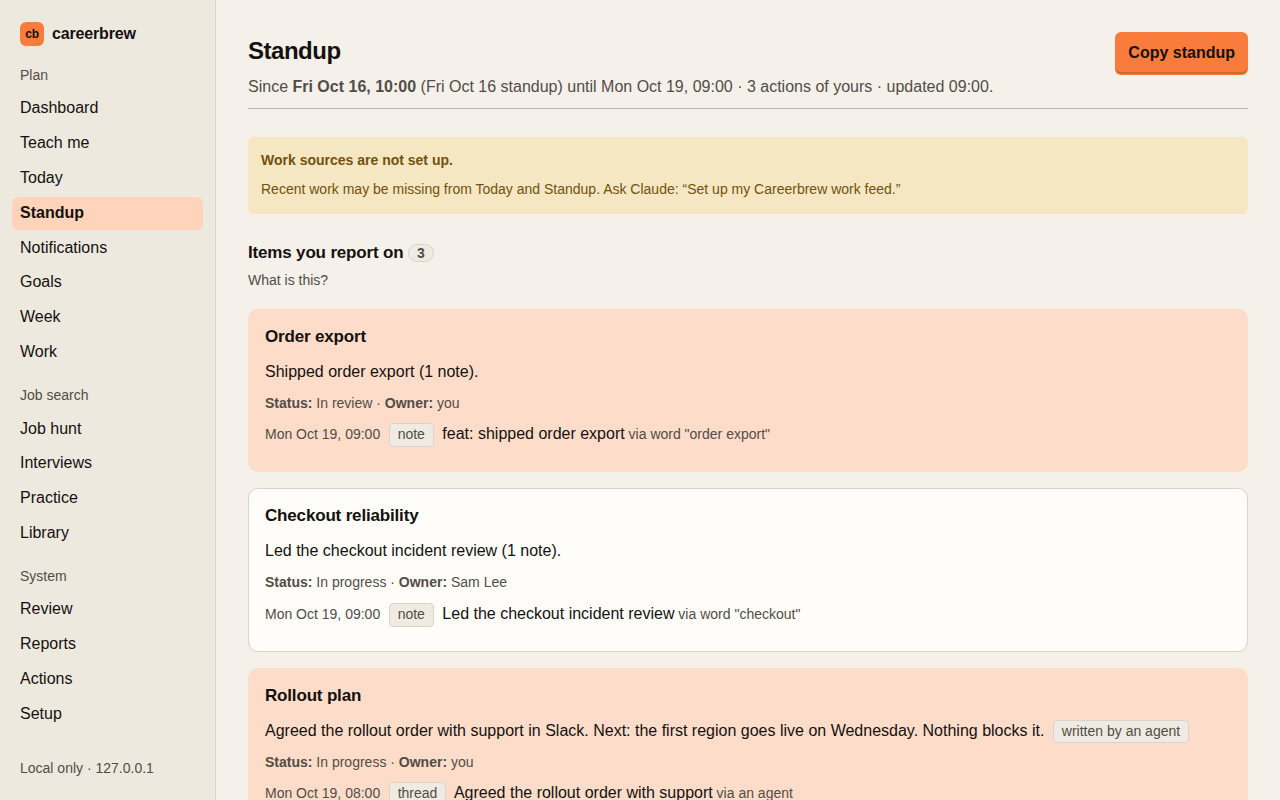 cb careerbrew
Plan
Dashboard
Teach me
Today
Standup
Notifications
Goals
Week
Work
Job search
Job hunt
Interviews
Practice
Library
System
Review
Reports
Actions
Setup
Local only · 127.0.0.1
Standup
Copy standup
Since Fri Oct 16, 10:00 (Fri Oct 16 standup) until Mon Oct 19, 09:00 · 3 actions of yours · updated 09:00.
Work sources are not set up.
Recent work may be missing from Today and Standup. Ask Claude: “Set up my Careerbrew work feed.”
Items you report on 3
What is this?
Order export
Shipped order export (1 note).
Status: In review · Owner: you
Mon Oct 19, 09:00 note feat: shipped order export via word "order export"
Checkout reliability
Led the checkout incident review (1 note).
Status: In progress · Owner: Sam Lee
Mon Oct 19, 09:00 note Led the checkout incident review via word "checkout"
Rollout plan
Agreed the rollout order with support in Slack. Next: the first region goes live on Wednesday. Nothing blocks it. written by an agent
Status: In progress · Owner: you
Mon Oct 19, 08:00 thread Agreed the rollout order with support via an agent